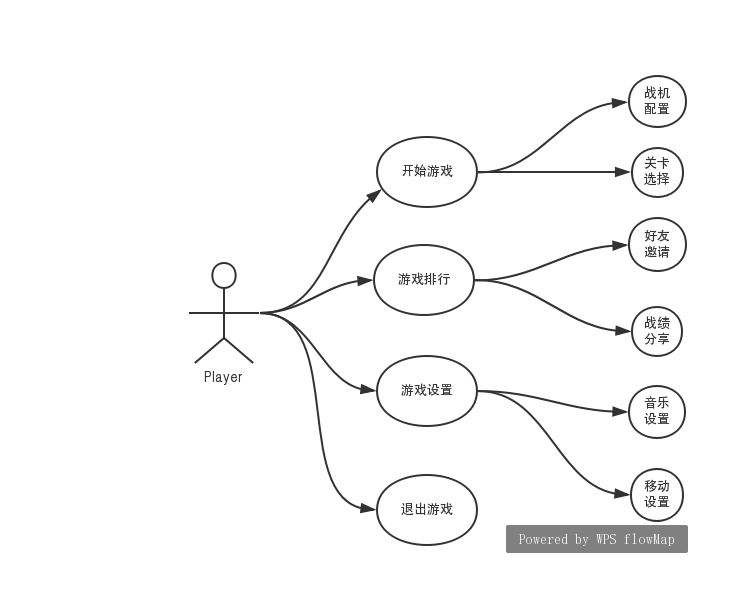 战机
配置
开始游戏
关卡
选择
好友
邀请
游戏排行
战绩
分享
Player
游戏设置
音乐
设置
移动
设置
退出游戏
Powered by WPS flowMap